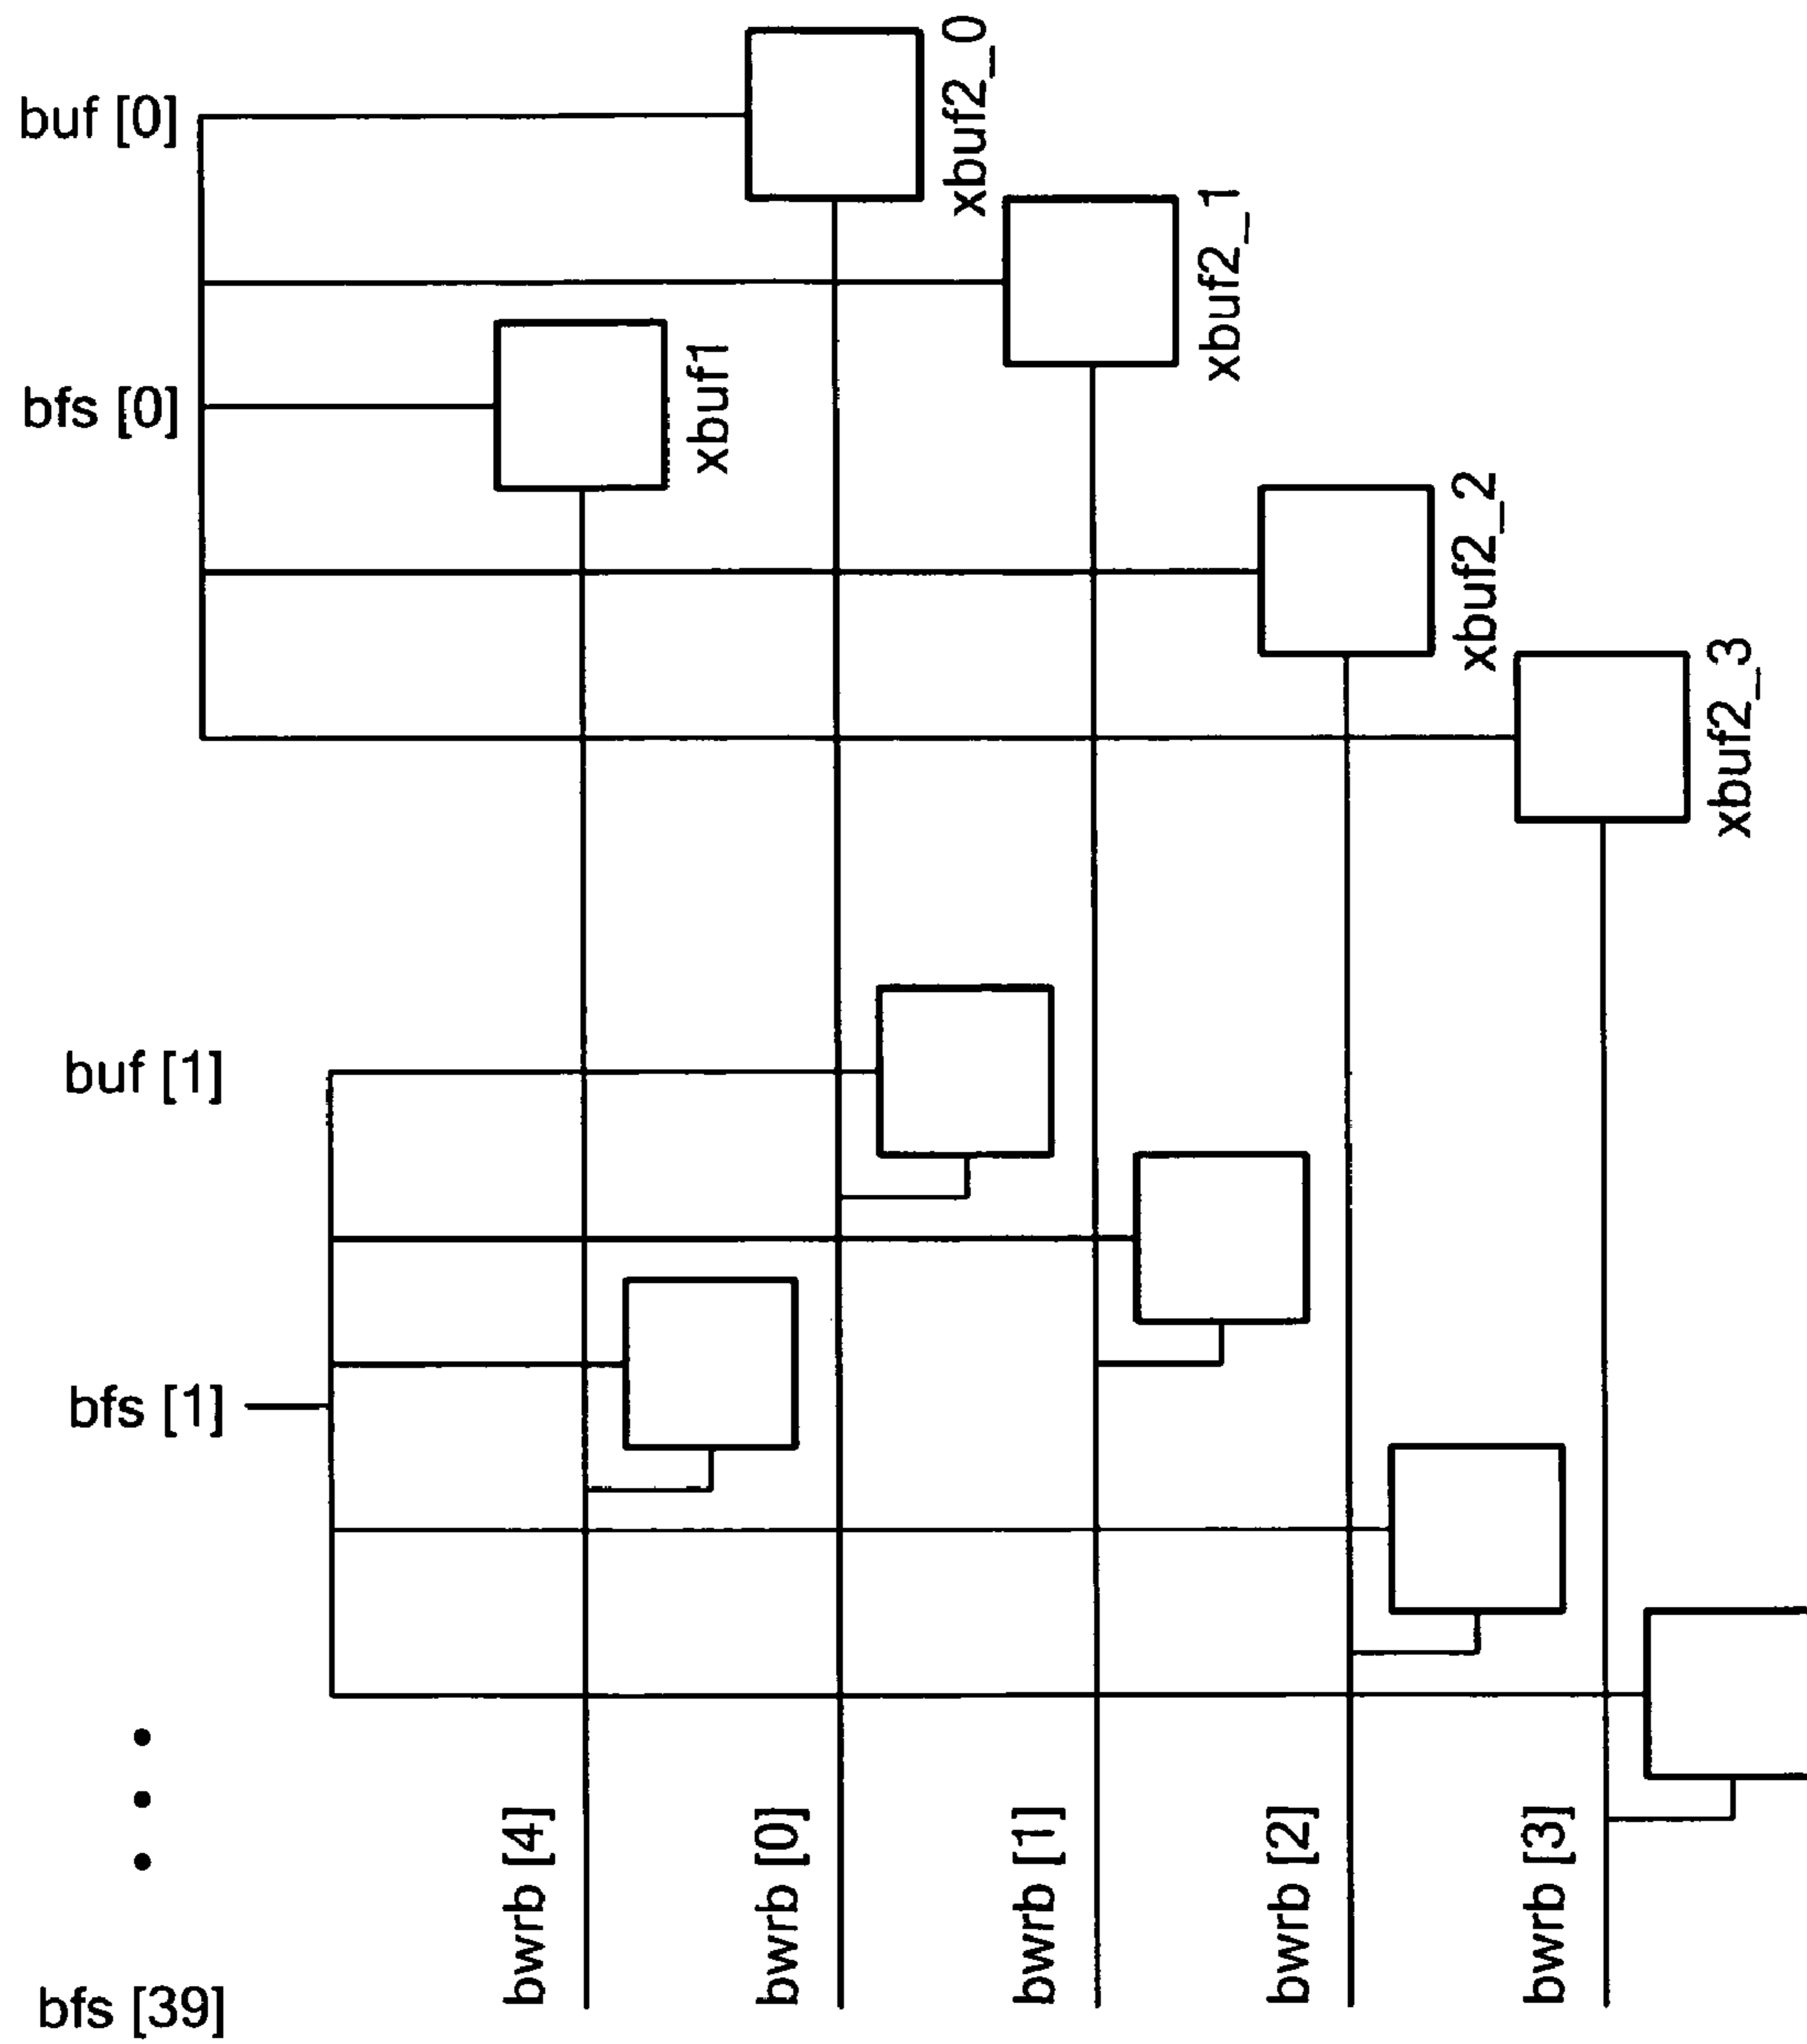 buf [0]
xbuf2_0
xbuf2_1
bfs [0]
xbuf1
xbuf2_2
xbuf2_3
buf [1]
bfs [1]
bwrb [4]
bwrb [0]
bwrb [1]
bwrb [2]
bwrb [3]
bfs [39]